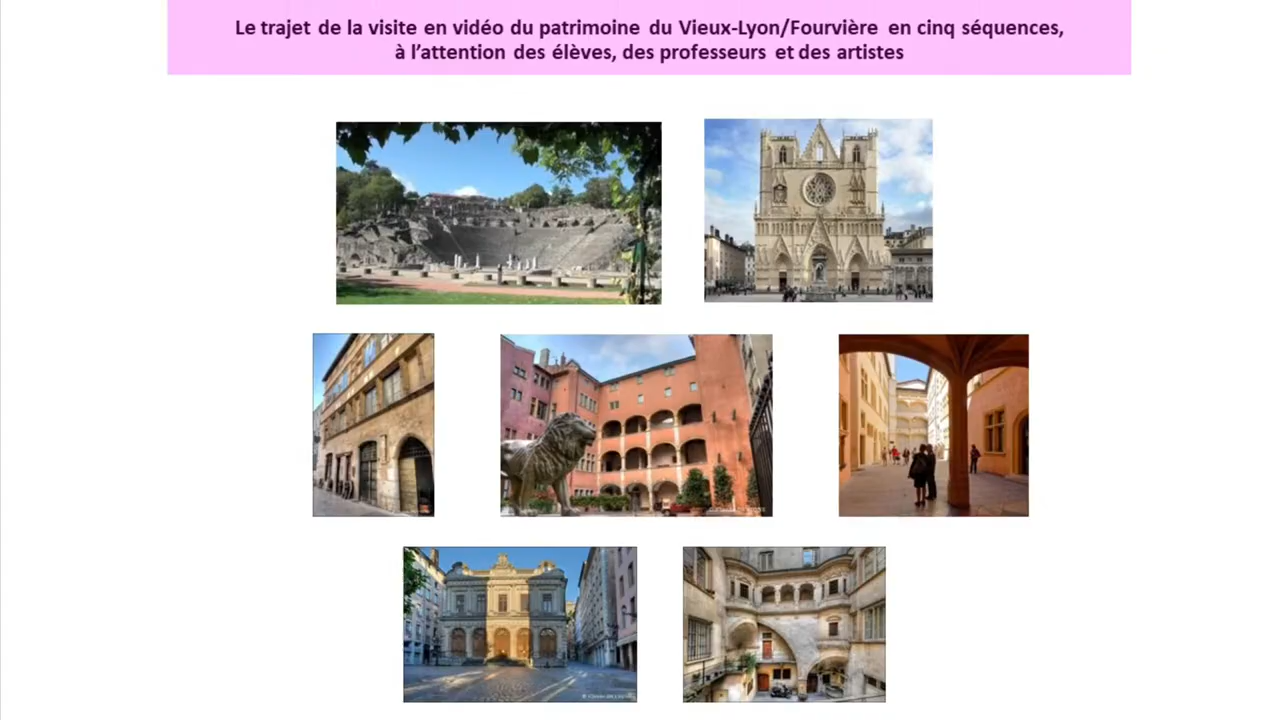 Le trajet de la visite en vidéo du patrimoine du Vieux-Lyon/Fourvière en cinq séquences,
à l’attention des élèves, des professeurs et des artistes